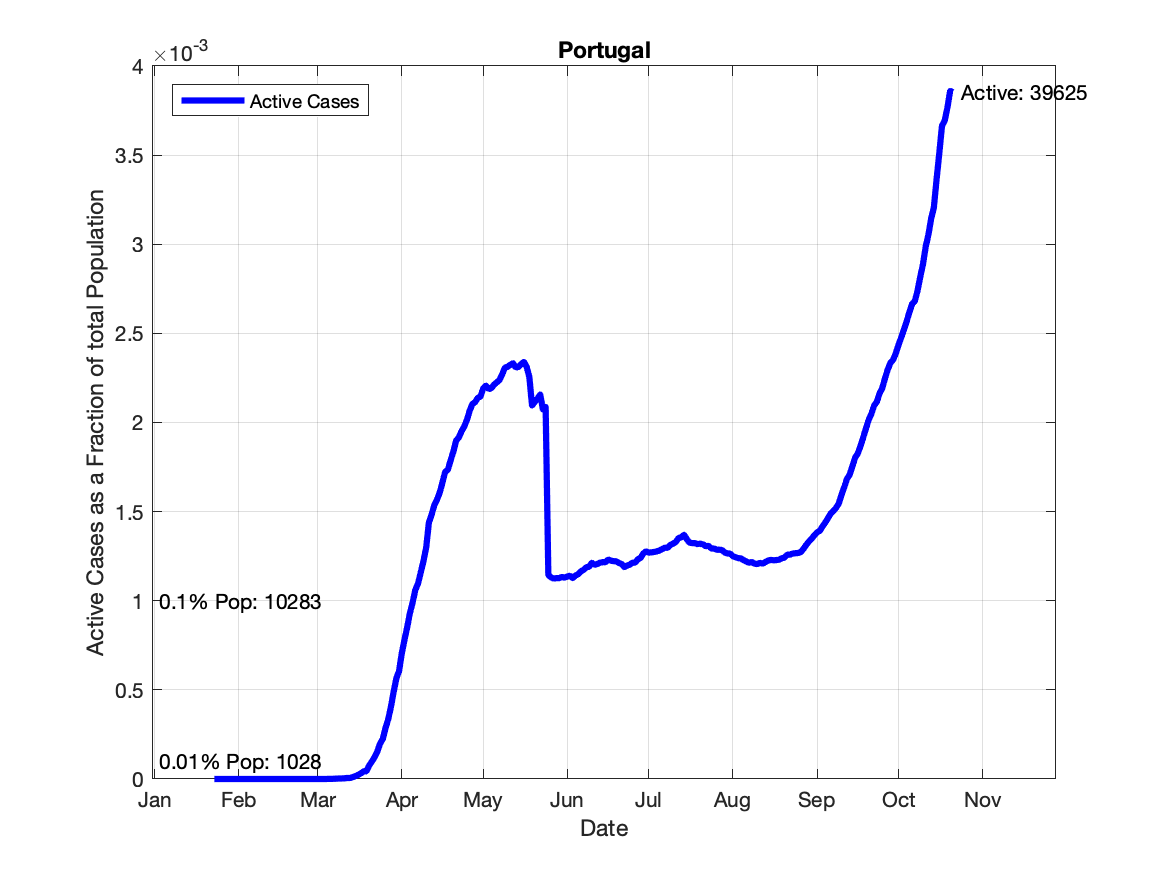 Portugal
×10-3
Active Cases
Active: 39625
4
3.5
3
2.5
2
1.5
1
0.5
0
0.1% Pop: 10283
0.01% Pop: 1028
Active Cases as a Fraction of total Population
Jan Feb Mar Apr May Jun Jul Aug Sep Oct Nov
Date